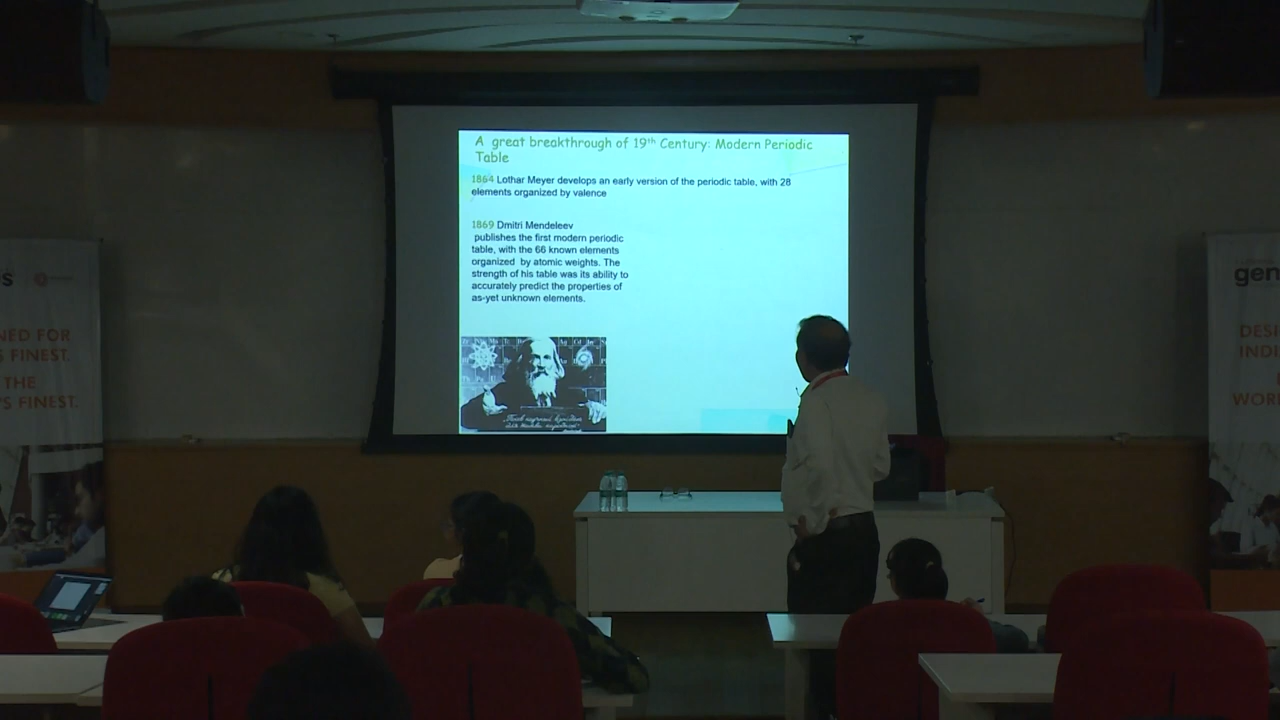 A great breakthrough of 19th Century: Modern Periodic
Table
1864 Lothar Meyer develops an early version of the periodic table, with 28
elements organized by valence
1869 Dmitri Mendeleev
publishes the first modern periodic
table, with the 66 known elements
organized by atomic weights. The
strength of his table was its ability to
accurately predict the properties of
as-yet unknown elements.
S
NED FOR
'S FINEST.
THE
'S FINEST.
gen
DESI
INDI
WOR